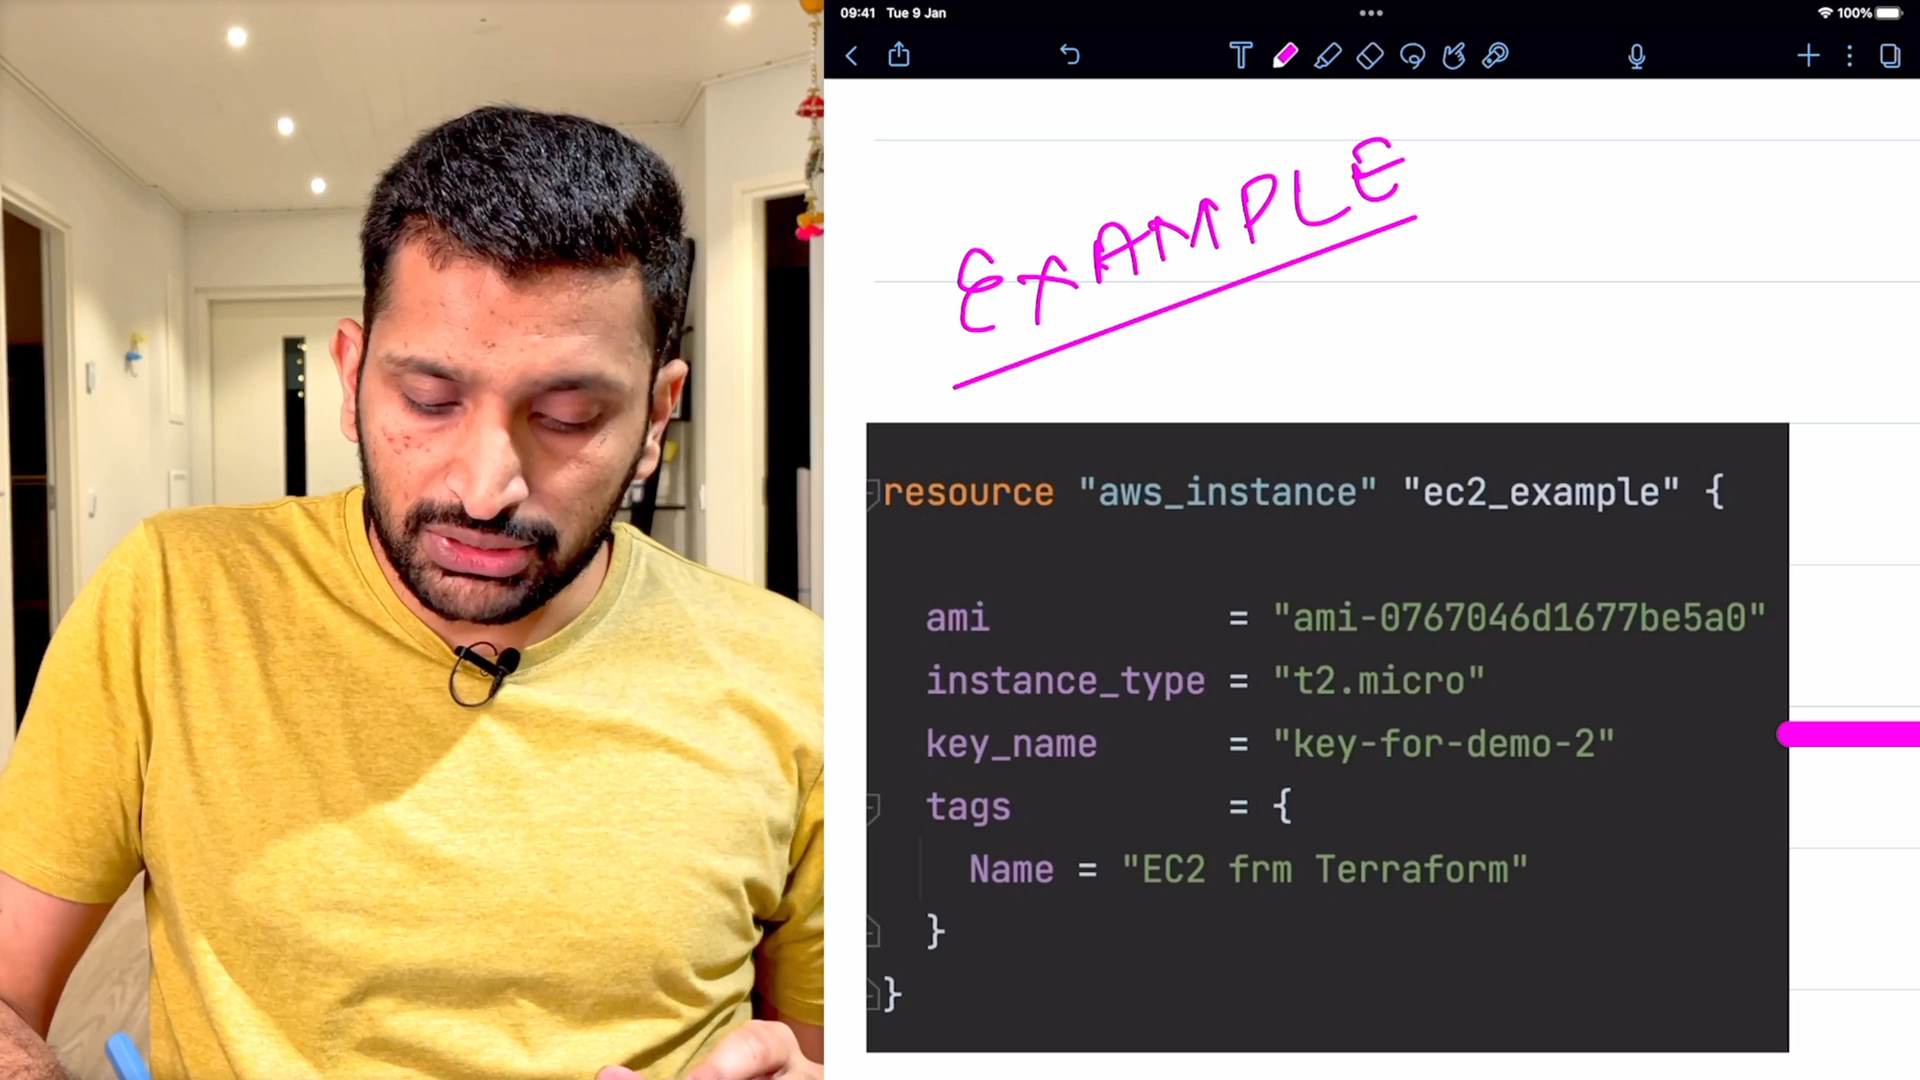 09:41 Tue 9 Jan
100%
EXAMPLE
resource "aws_instance" "ec2_example" {
ami = "ami-0767046d1677be5a0"
instance_type = "t2.micro"
key_name = "key-for-demo-2"
tags = {
Name = "EC2 frm Terraform"
}
}